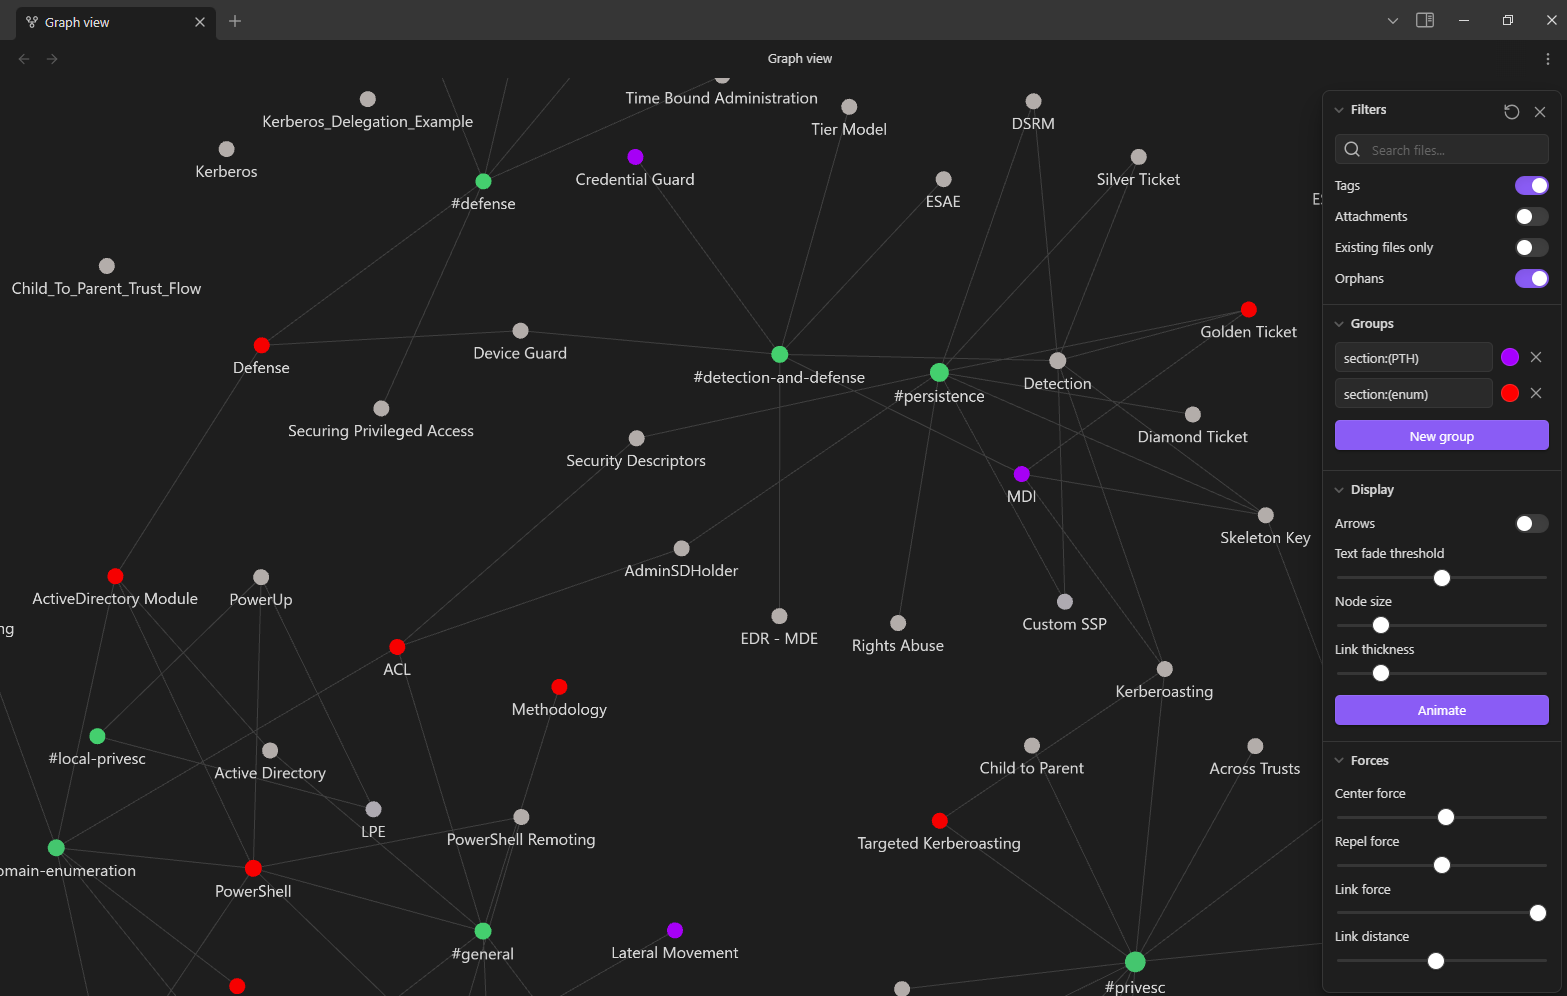 Graph view
Graph view
Time Bound Administration
Kerberos_Delegation_Example
Tier Model
DSRM
Kerberos
Credential Guard
Silver Ticket
#defense
ESAE
Child_To_Parent_Trust_Flow
Golden Ticket
Device Guard
Defense
#detection-and-defense
Detection
#persistence
Securing Privileged Access
Diamond Ticket
Security Descriptors
MDI
Skeleton Key
AdminSDHolder
ActiveDirectory Module
PowerUp
Custom SSP
ng
EDR - MDE
Rights Abuse
ACL
Kerberoasting
Methodology
#local-privesc
Active Directory
Child to Parent
Across Trusts
LPE
PowerShell Remoting
Targeted Kerberoasting
omain-enumeration
PowerShell
#general
Lateral Movement
#privesc
Filters
Search files...
Tags
Attachments
Existing files only
Orphans
Groups
section:(PTH)
section:(enum)
New group
Display
Arrows
Text fade threshold
Node size
Link thickness
Animate
Forces
Center force
Repel force
Link force
Link distance